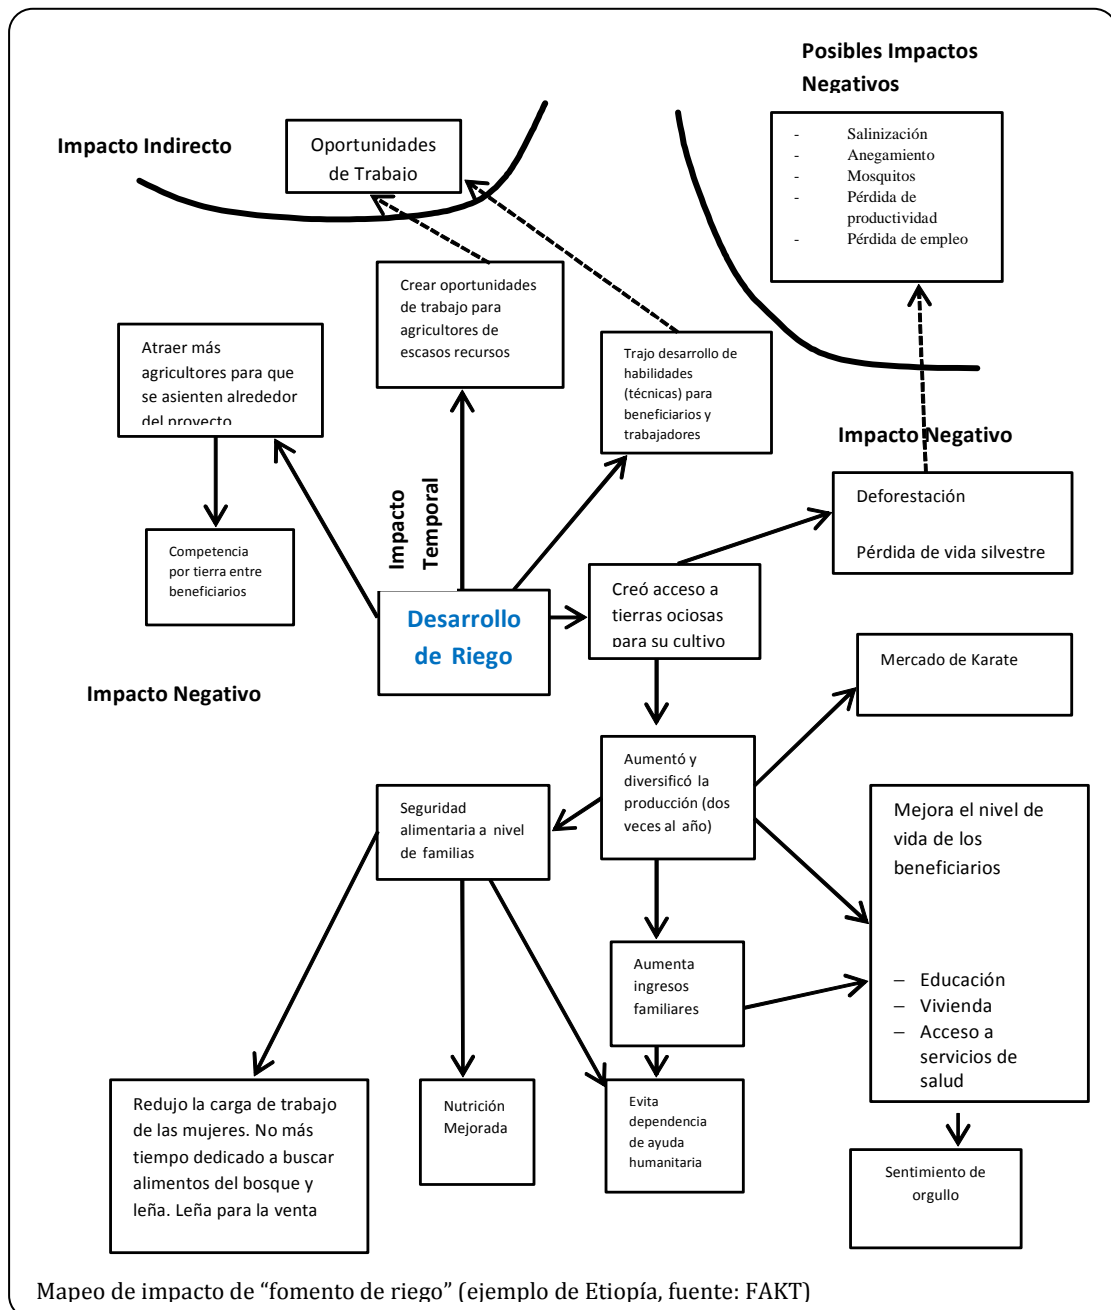 Posibles Impactos
Negativos
- Salinización
- Anegamiento
- Mosquitos
- Pérdida de
productividad
- Pérdida de empleo
Impacto Indirecto
Oportunidades
de Trabajo
Crear oportunidades
de trabajo para
agricultores de
escasos recursos
Atraer más
agricultores para que
se asienten alrededor
del proyecto
Trajo desarrollo de
habilidades
(técnicas) para
beneficiarios y
trabajadores
Impacto Negativo
Deforestación
Pérdida de vida silvestre
Impacto
Temporal
Competencia
por tierra entre
beneficiarios
Desarrollo
de Riego
Creó acceso a
tierras ociosas
para su cultivo
Mercado de Karate
Impacto Negativo
Aumentó y
diversificó la
producción (dos
veces al año)
Seguridad
alimentaria a nivel
de familias
Mejora el nivel de
vida de los
beneficiarios
– Educación
– Vivienda
– Acceso a
servicios de
salud
Aumenta
ingresos
familiares
Redujo la carga de trabajo
de las mujeres. No más
tiempo dedicado a buscar
alimentos del bosque y
leña. Leña para la venta
Nutrición
Mejorada
Evita
dependencia
de ayuda
humanitaria
Sentimiento de
orgullo
Mapeo de impacto de “fomento de riego” (ejemplo de Etiopía, fuente: FAKT)